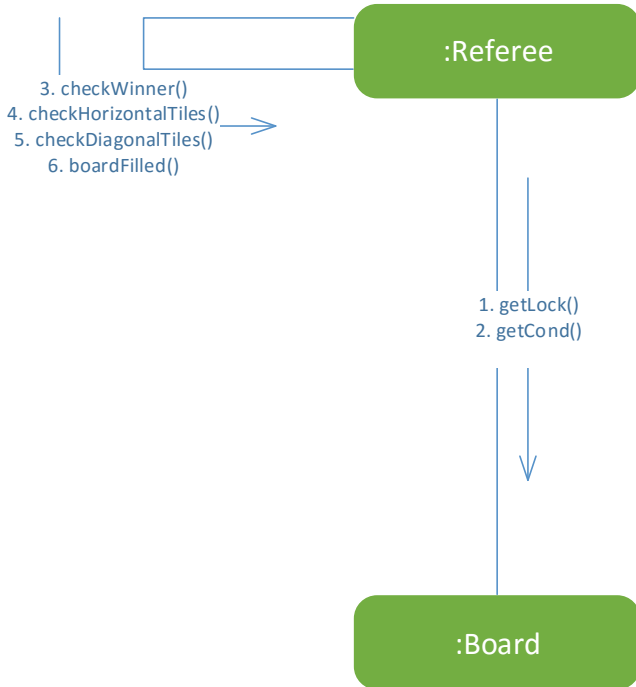 :Referee
3. checkWinner()
4. checkHorizontalTiles()
5. checkDiagonalTiles()
6. boardFilled()
1. getLock()
2. getCond()
:Board